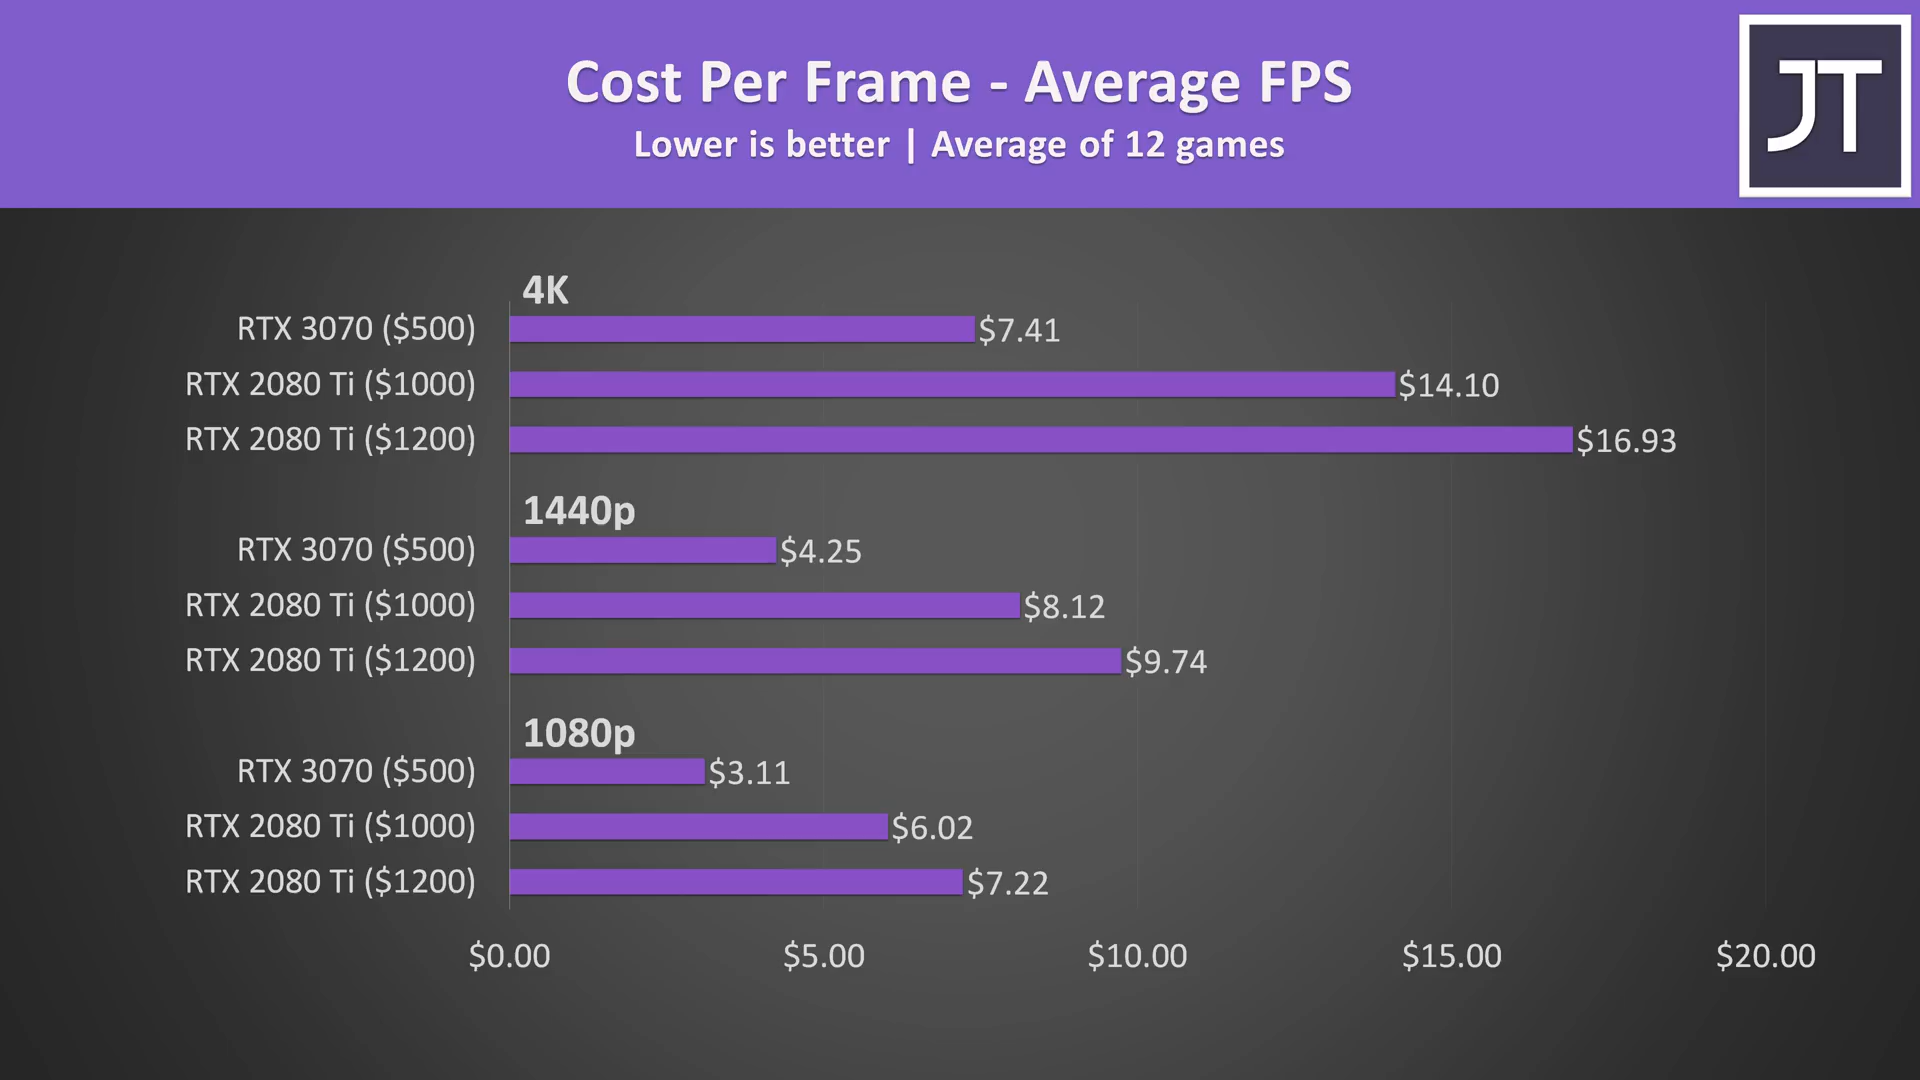 Cost Per Frame - Average FPS
Lower is better | Average of 12 games
JT
4K
RTX 3070 ($500) $7.41
RTX 2080 Ti ($1000) $14.10
RTX 2080 Ti ($1200) $16.93
1440p
RTX 3070 ($500) $4.25
RTX 2080 Ti ($1000) $8.12
RTX 2080 Ti ($1200) $9.74
1080p
RTX 3070 ($500) $3.11
RTX 2080 Ti ($1000) $6.02
RTX 2080 Ti ($1200) $7.22
$0.00 $5.00 $10.00 $15.00 $20.00